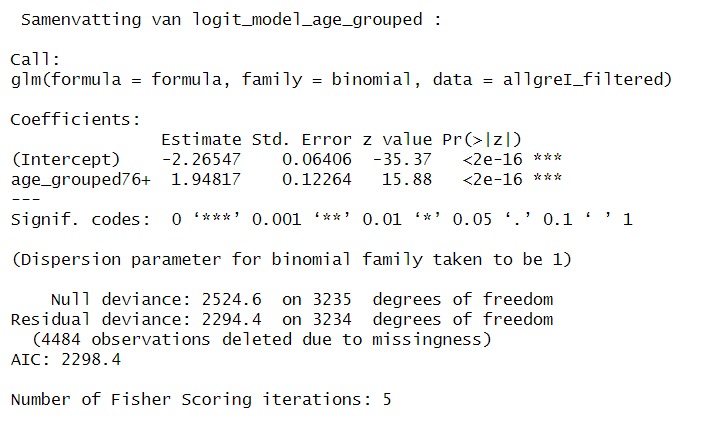 Samenvatting van logit_model_age_grouped :
Call:
glm(formula = formula, family = binomial, data = allgreI_filtered)
Coefficients:
Estimate Std. Error z value Pr(>|z|)
(Intercept) -2.26547 0.06406 -35.37 <2e-16 ***
age_grouped76+ 1.94817 0.12264 15.88 <2e-16 ***
---
Signif. codes: 0 ‘***’ 0.001 ‘**’ 0.01 ‘*’ 0.05 ‘.’ 0.1 ‘ ’ 1
(Dispersion parameter for binomial family taken to be 1)
Null deviance: 2524.6 on 3235 degrees of freedom
Residual deviance: 2294.4 on 3234 degrees of freedom
(4484 observations deleted due to missingness)
AIC: 2298.4
Number of Fisher Scoring iterations: 5